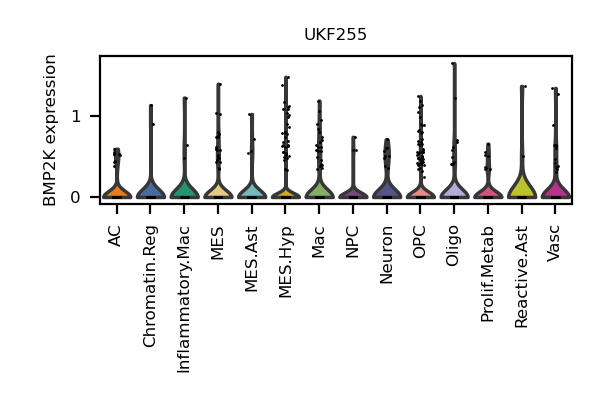 UKF255
BMP2K expression
1
0
AC
Chromatin.Reg
Inflammatory.Mac
MES
MES.Ast
MES.Hyp
Mac
NPC
Neuron
OPC
Oligo
Prolif.Metab
Reactive.Ast
Vasc